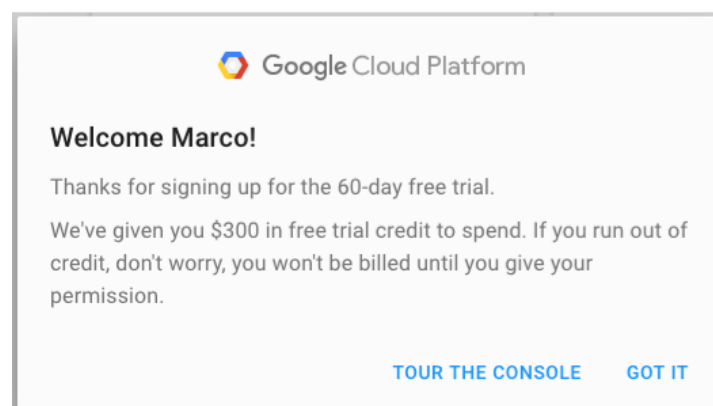 Google Cloud Platform
Welcome Marco!
Thanks for signing up for the 60-day free trial.
We've given you $300 in free trial credit to spend. If you run out of
credit, don't worry, you won't be billed until you give your
permission.
TOUR THE CONSOLE GOT IT